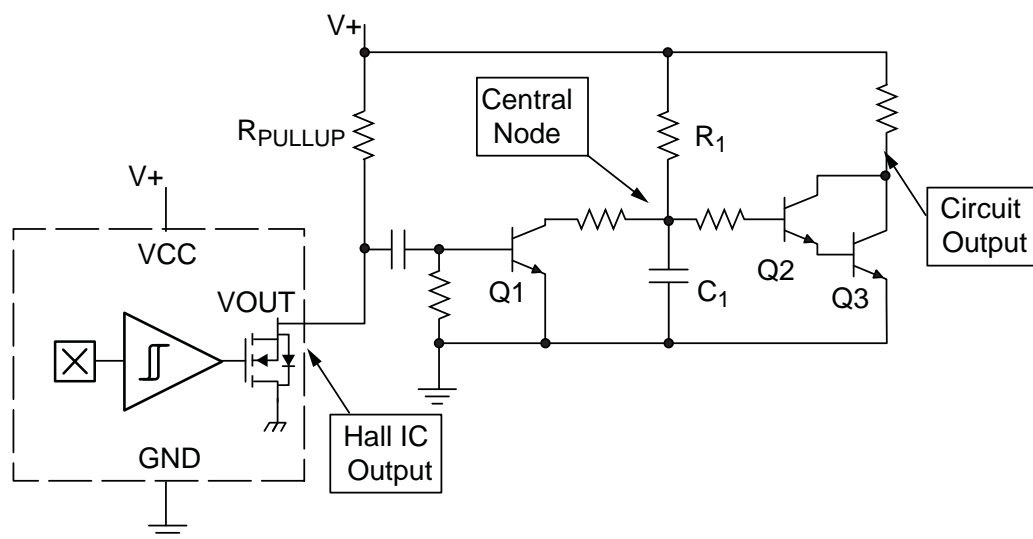 V+
Central
Node
RPULLUP
R1
V+
VCC
Circuit
Output
VOUT
Q1
C1
Q2
Q3
Hall IC
Output
GND